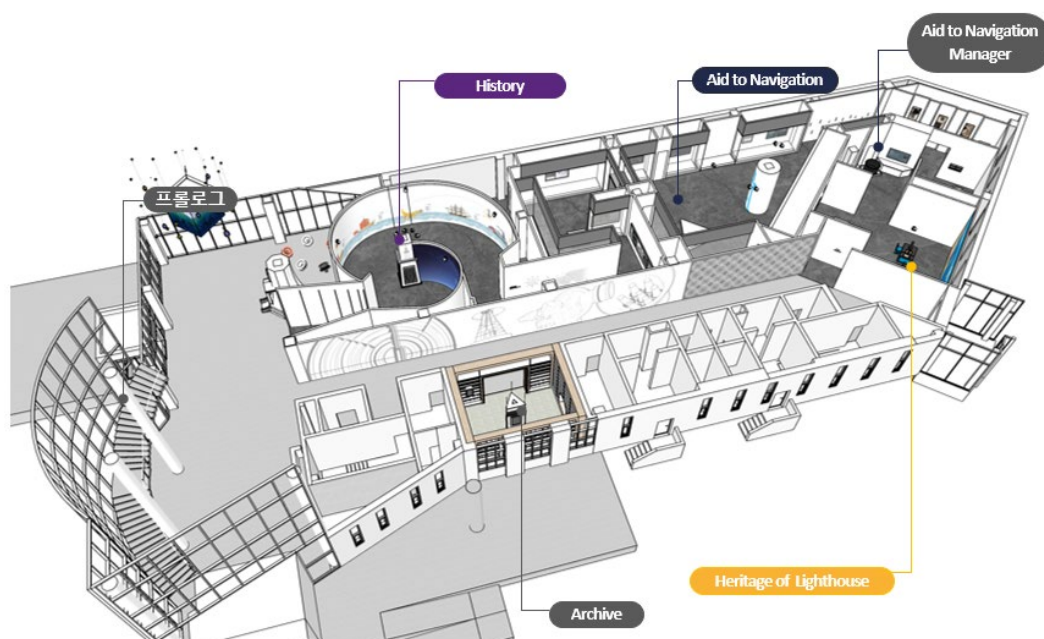 Aid to Navigation
Manager
History
Aid to Navigation
프롤로그
Heritage of Lighthouse
Archive